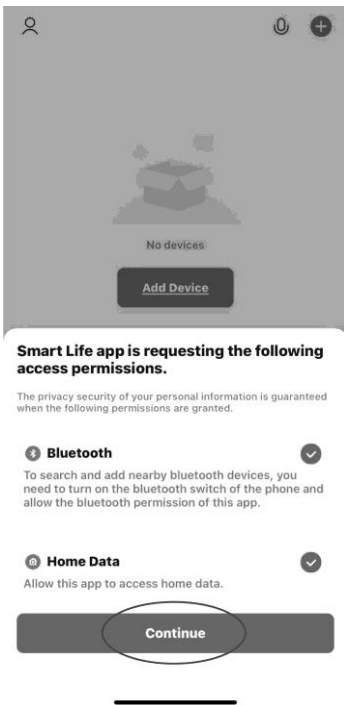 No devices
Add Device
Smart Life app is requesting the following
access permissions.
The privacy security of your personal information is guaranteed
when the following permissions are granted.
Bluetooth
To search and add nearby bluetooth devices, you
need to turn on the bluetooth switch of the phone and
allow the bluetooth permission of this app.
Home Data
Allow this app to access home data.
Continue